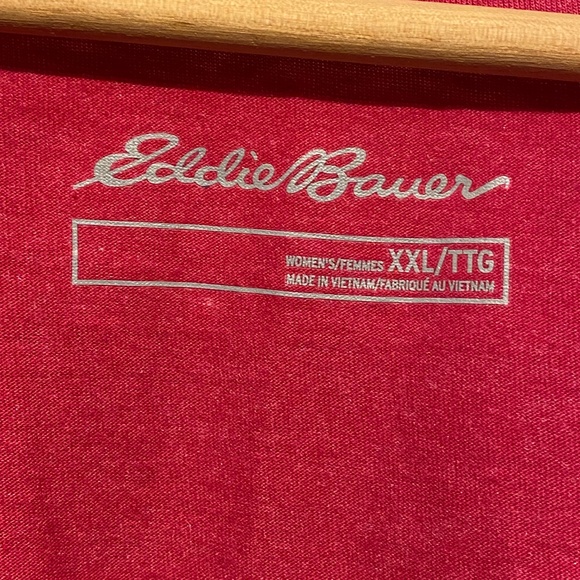 Eddie Bauer
WOMEN'S/FEMMES XXL/TTG
MADE IN VIETNAM/FABRIQUÉ AU VIETNAM